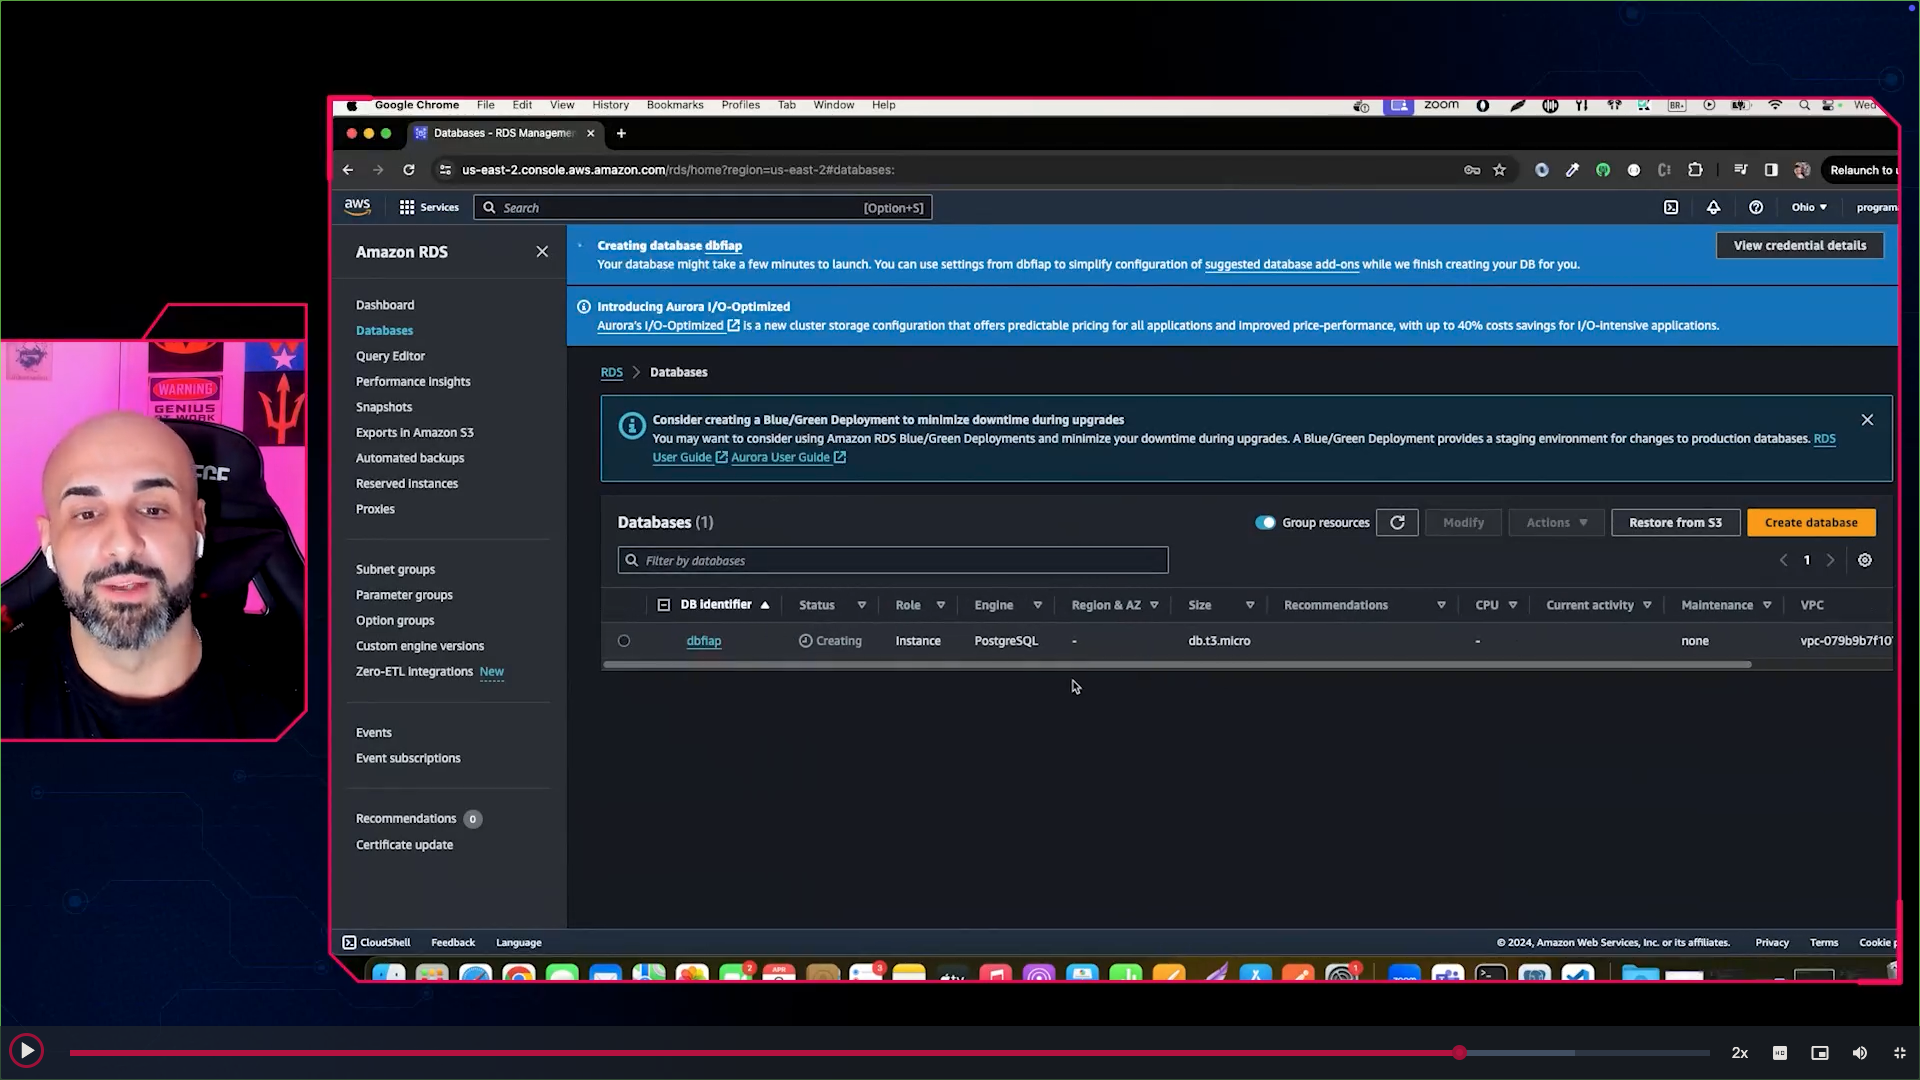 Google Chrome File Edit View History Bookmarks Profiles Tab Window Help zoom Wed
Databases - RDS Manageme
us-east-2.console.aws.amazon.com/rds/home?region=us-east-2#databases:
Relaunch to u
aws Services Search [Option+S] Ohio program
Amazon RDS
Dashboard
Databases
Query Editor
Performance insights
Snapshots
Exports in Amazon S3
Automated backups
Reserved instances
Proxies
Subnet groups
Parameter groups
Option groups
Custom engine versions
Zero-ETL integrations New
Events
Event subscriptions
Recommendations 0
Certificate update
Creating database dbfiap
Your database might take a few minutes to launch. You can use settings from dbfiap to simplify configuration of suggested database add-ons while we finish creating your DB for you.
View credential details
Introducing Aurora I/O-Optimized
Aurora's I/O-Optimized is a new cluster storage configuration that offers predictable pricing for all applications and improved price-performance, with up to 40% costs savings for I/O-intensive applications.
RDS > Databases
Consider creating a Blue/Green Deployment to minimize downtime during upgrades
You may want to consider using Amazon RDS Blue/Green Deployments and minimize your downtime during upgrades. A Blue/Green Deployment provides a staging environment for changes to production databases. RDS
User Guide Aurora User Guide
Databases (1) Group resources Modify Actions Restore from S3 Create database
Filter by databases 1
DB identifier Status Role Engine Region & AZ Size Recommendations CPU Current activity Maintenance VPC
dbfiap Creating Instance PostgreSQL - db.t3.micro - none vpc-079b9b7f10
CloudShell Feedback Language © 2024, Amazon Web Services, Inc. or its affiliates. Privacy Terms Cookie p
WARNING
GENIUS
AT WORK
2x